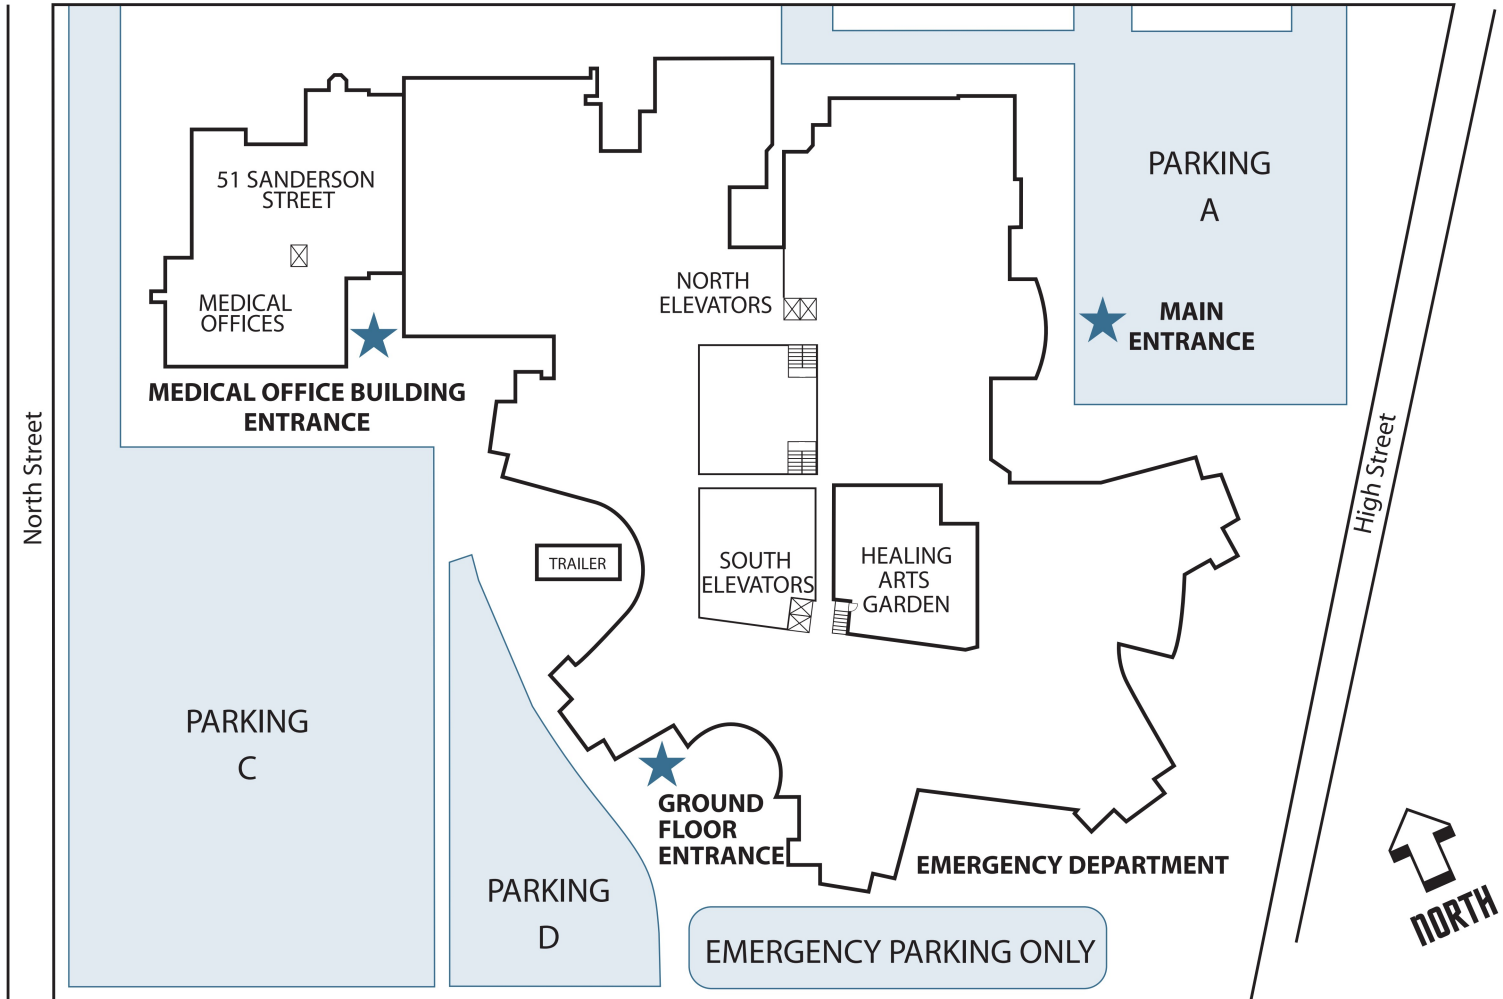 PARKING
A
51 SANDERSON
STREET
NORTH
ELEVATORS
MEDICAL
OFFICES
MAIN
ENTRANCE
MEDICAL OFFICE BUILDING
ENTRANCE
North Street
High Street
TRAILER
SOUTH
ELEVATORS
HEALING
ARTS
GARDEN
PARKING
C
GROUND
FLOOR
ENTRANCE
EMERGENCY DEPARTMENT
PARKING
D
EMERGENCY PARKING ONLY
NORTH